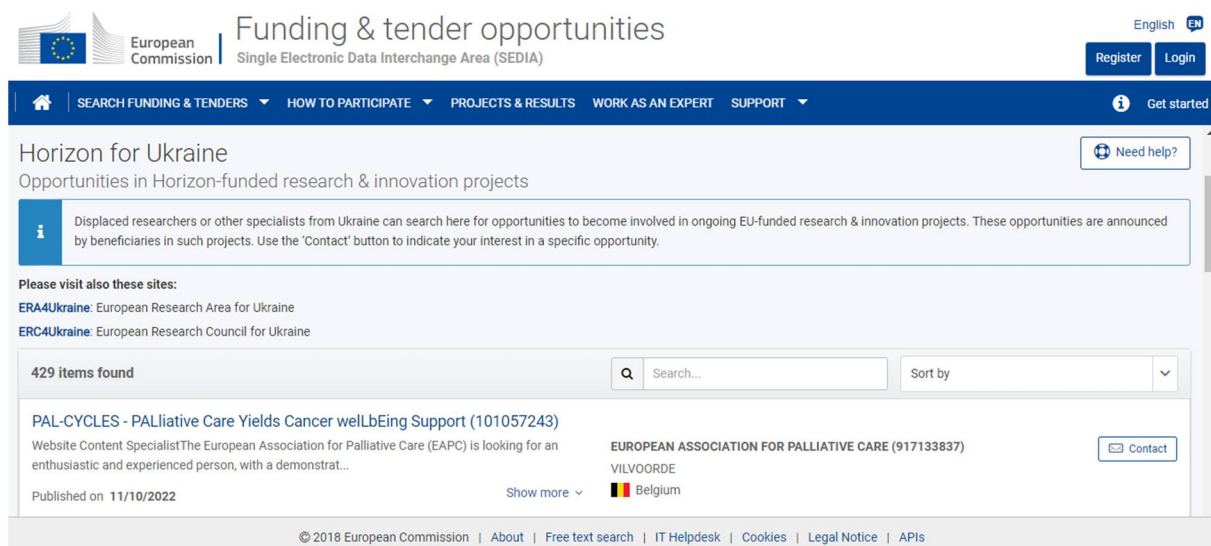 European
Commission
Funding & tender opportunities
Single Electronic Data Interchange Area (SEDIA)
English EN
Register Login
SEARCH FUNDING & TENDERS HOW TO PARTICIPATE PROJECTS & RESULTS WORK AS AN EXPERT SUPPORT Get started
Horizon for Ukraine
Need help?
Opportunities in Horizon-funded research & innovation projects
Displaced researchers or other specialists from Ukraine can search here for opportunities to become involved in ongoing EU-funded research & innovation projects. These opportunities are announced
by beneficiaries in such projects. Use the 'Contact' button to indicate your interest in a specific opportunity.
Please visit also these sites:
ERA4Ukraine: European Research Area for Ukraine
ERC4Ukraine: European Research Council for Ukraine
429 items found
Search...
Sort by
PAL-CYCLES - PALliative Care Yields Cancer welLbEing Support (101057243)
Website Content SpecialistThe European Association for Palliative Care (EAPC) is looking for an
enthusiastic and experienced person, with a demonstrat...
Published on 11/10/2022
Show more
EUROPEAN ASSOCIATION FOR PALLIATIVE CARE (917133837)
VILVOORDE
Belgium
Contact
© 2018 European Commission | About | Free text search | IT Helpdesk | Cookies | Legal Notice | APIs